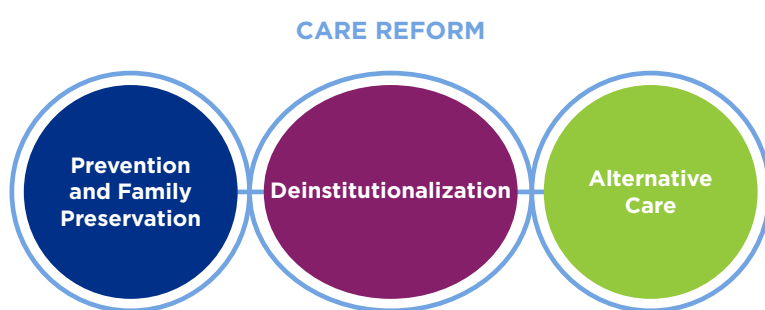 CARE REFORM
Prevention
and Family
Preservation
Deinstitutionalization
Alternative
Care